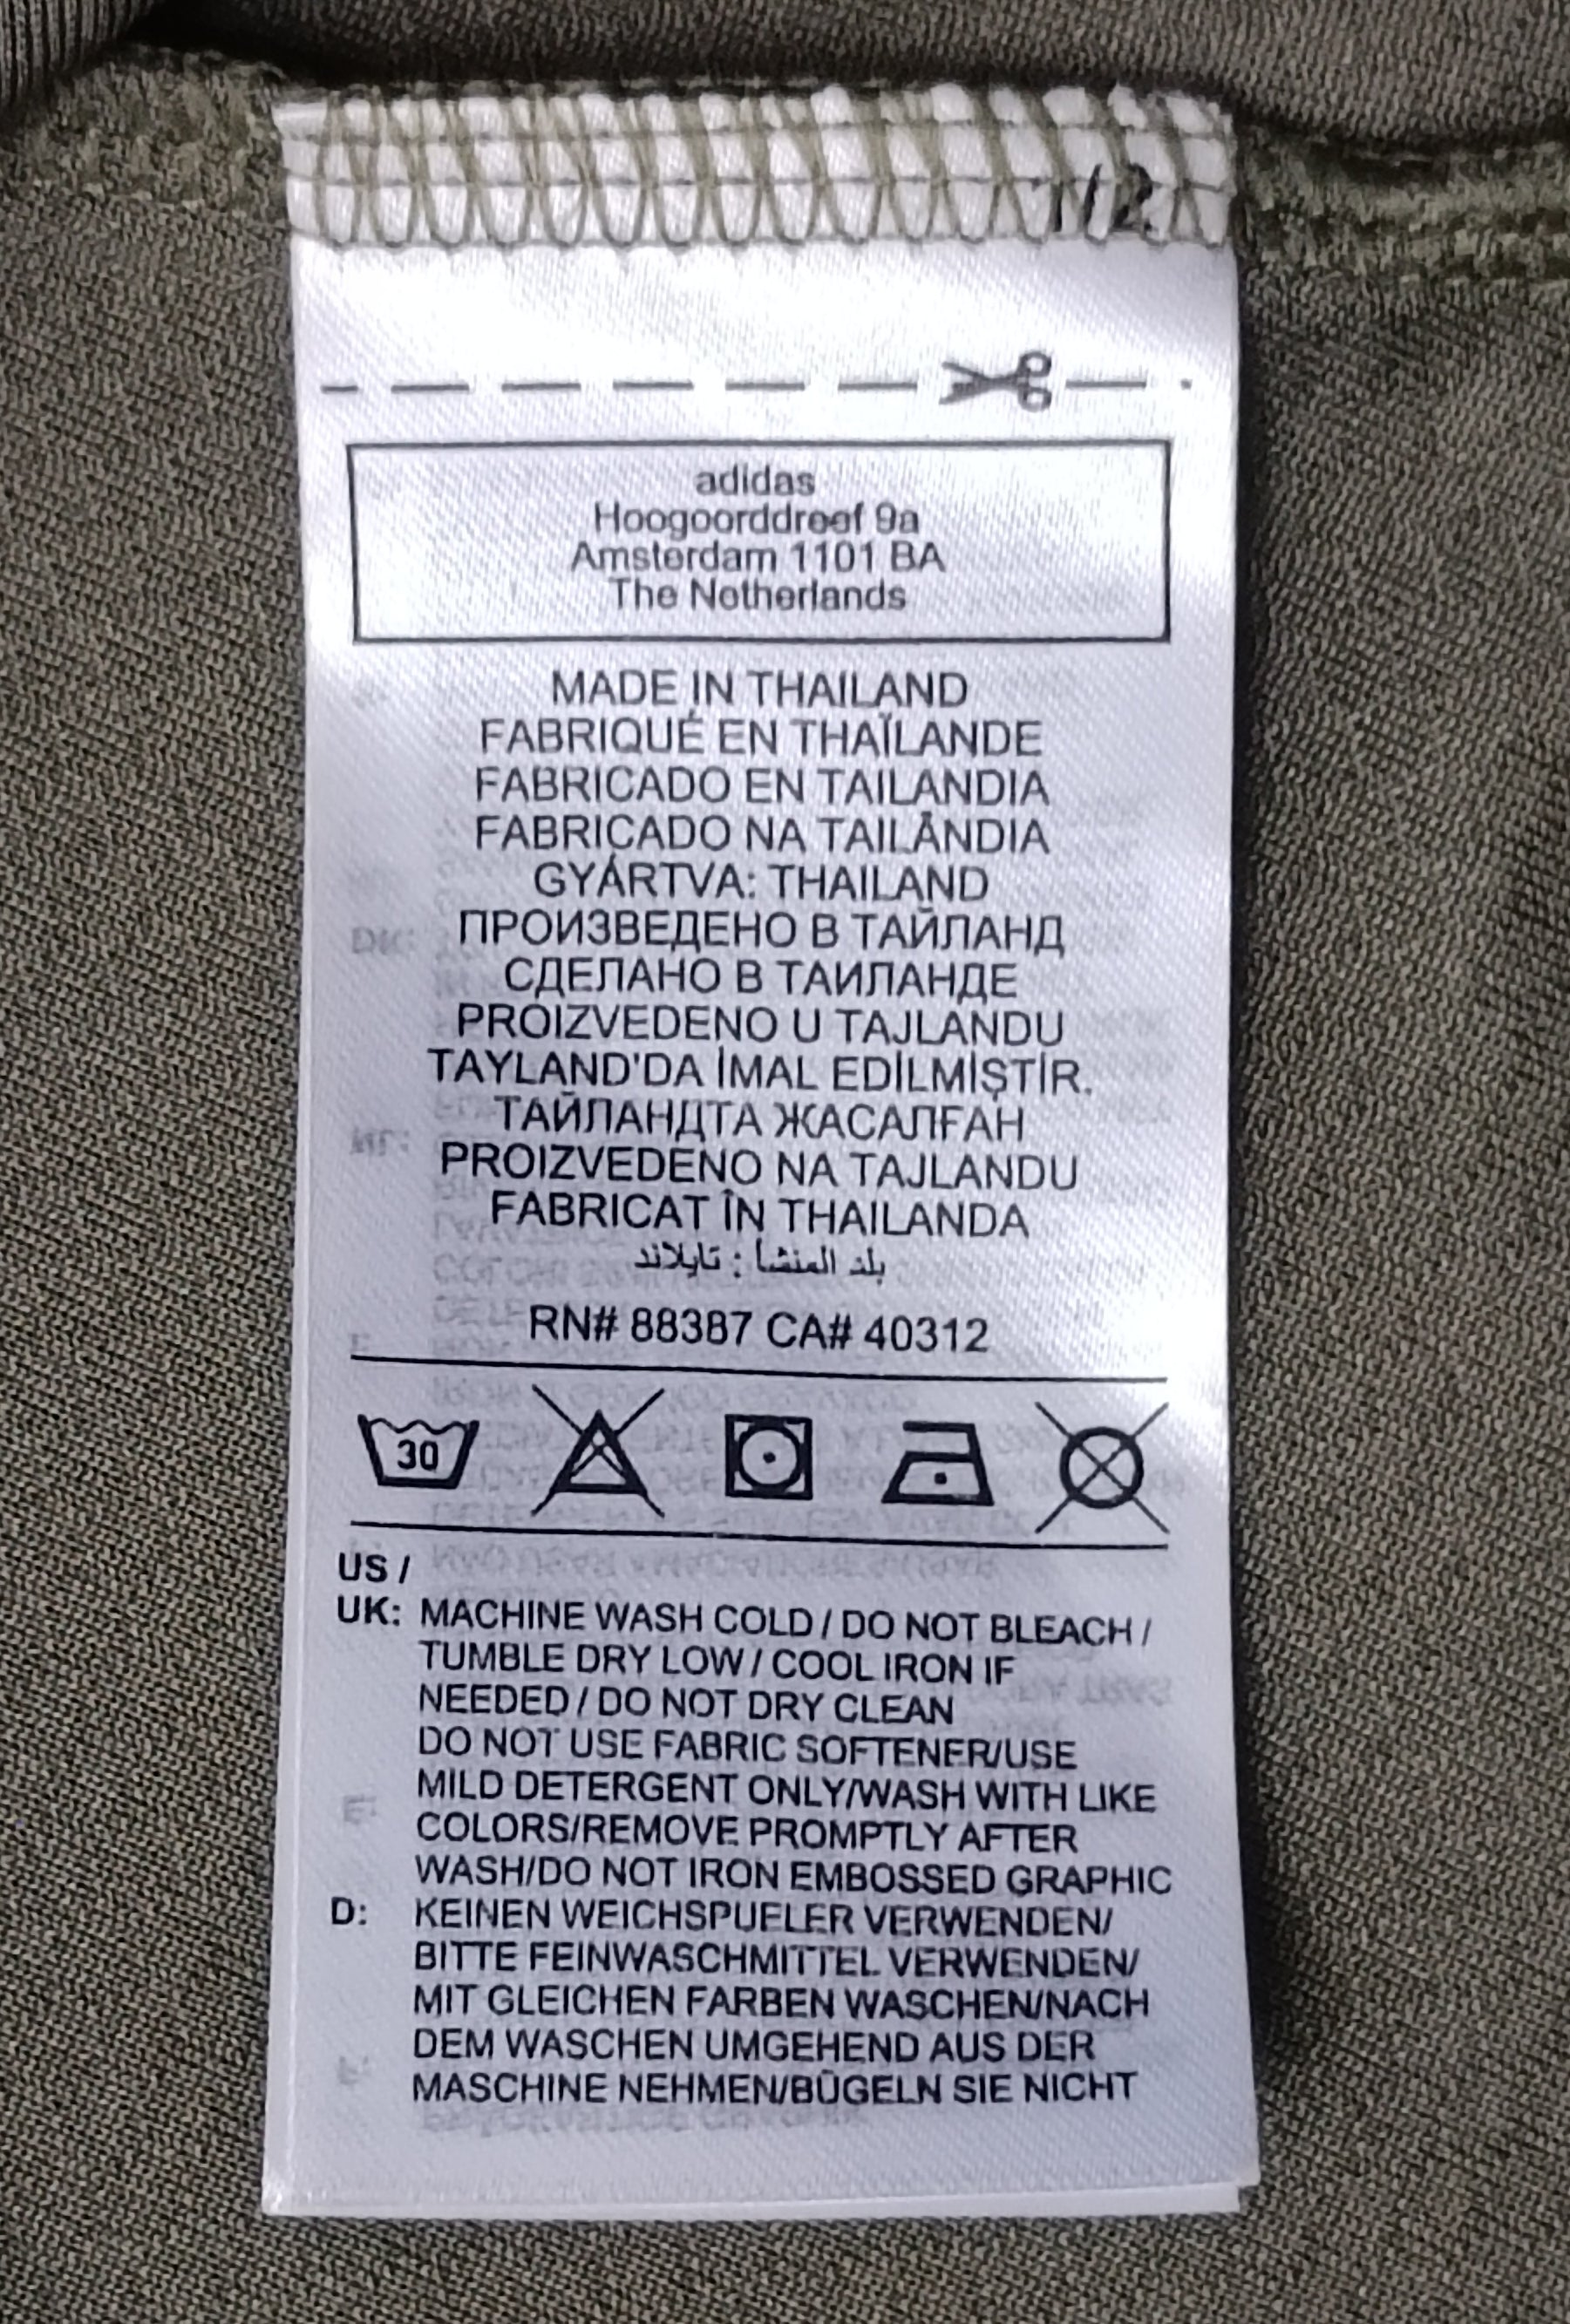 1/2
adidas
Hoogoorddreef 9a
Amsterdam 1101 BA
The Netherlands
MADE IN THAILAND
FABRIQUÉ EN THAÏLANDE
FABRICADO EN TAILANDIA
FABRICADO NA TAILÂNDIA
GYÁRTVA: THAILAND
ПРОИЗВЕДЕНО В ТАЙЛАНД
СДЕЛАНО В ТАИЛАНДЕ
PROIZVEDENO U TAJLANDU
TAYLAND'DA İMAL EDİLMİŞTİR.
ТАЙЛАНДТА ЖАСАЛҒАН
PROIZVEDENO NA TAJLANDU
FABRICAT ÎN THAILANDA
بلد المنشأ : تايلاند
RN# 88387 CA# 40312
30
US /
UK: MACHINE WASH COLD / DO NOT BLEACH /
TUMBLE DRY LOW / COOL IRON IF
NEEDED / DO NOT DRY CLEAN
DO NOT USE FABRIC SOFTENER/USE
MILD DETERGENT ONLY/WASH WITH LIKE
COLORS/REMOVE PROMPTLY AFTER
WASH/DO NOT IRON EMBOSSED GRAPHIC
D: KEINEN WEICHSPUELER VERWENDEN/
BITTE FEINWASCHMITTEL VERWENDEN/
MIT GLEICHEN FARBEN WASCHEN/NACH
DEM WASCHEN UMGEHEND AUS DER
MASCHINE NEHMEN/BÜGELN SIE NICHT